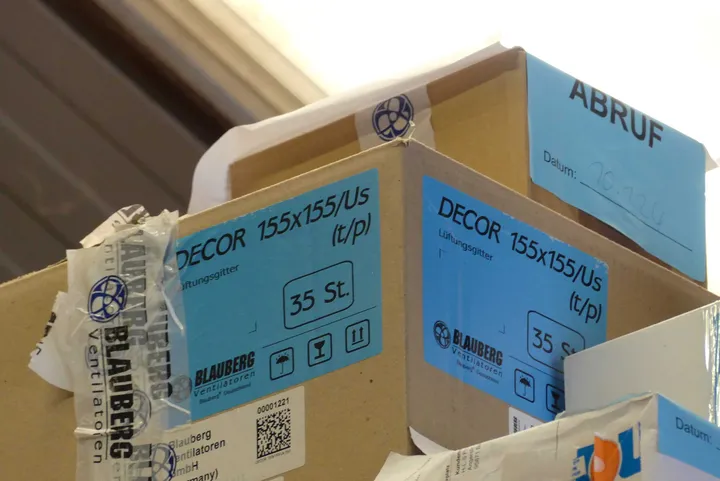 ABRUF
Datum:
DECOR 155x155/Us
(t/p)
Lüftungsgitter
35 St.
BLAUBERG
Ventilatoren
DECOR 155x155/Us
(t/p)
Lüftungsgitter
35 St.
BLAUBERG
Ventilatoren
BLAUBERG
Ventilatoren
00001221
Blauberg
Ventilatoren
GmbH
Datum: